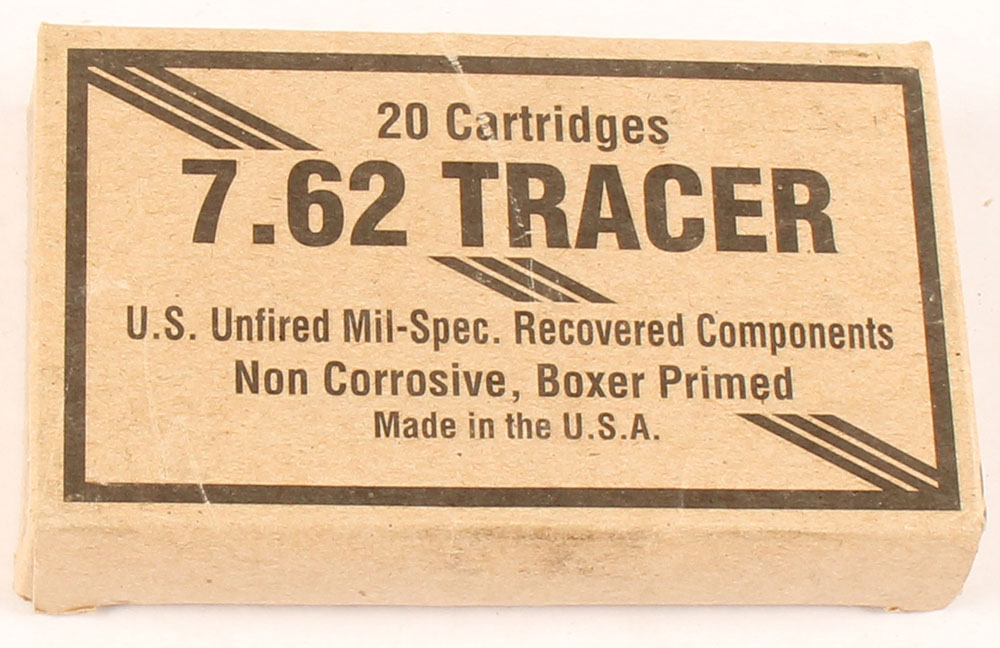 20 Cartridges
7.62 TRACER
U.S. Unfired Mil-Spec. Recovered Components
Non Corrosive, Boxer Primed
Made in the U.S.A.